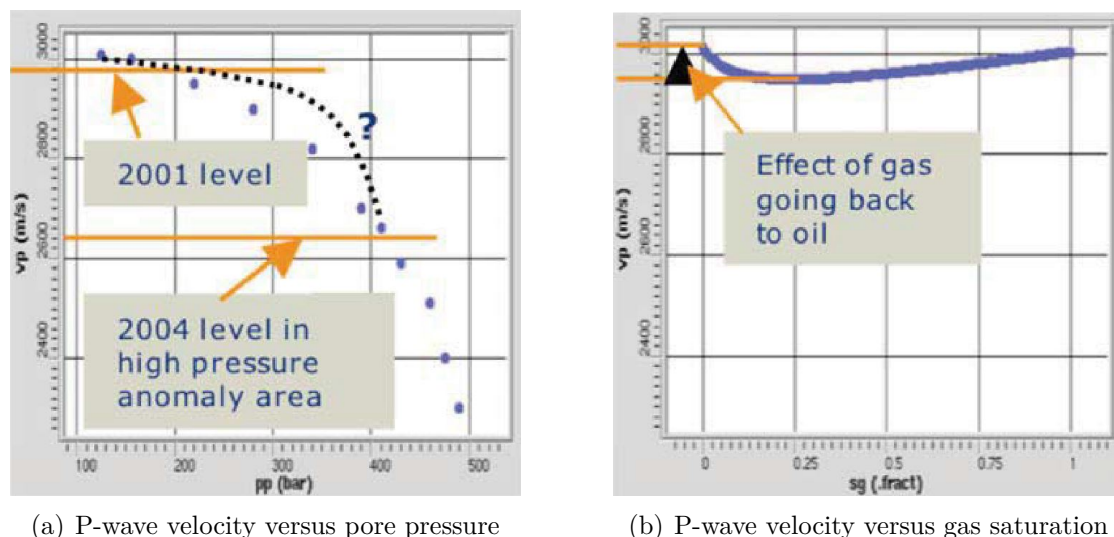 3000
2800
2600
2400
vp (m/s)
?
2001 level
2004 level in
high pressure
anomaly area
100
200
300
400
500
pp (bar)
(a) P-wave velocity versus pore pressure
3000
2800
2600
2400
vp (m/s)
Effect of gas
going back
to oil
0
0.25
0.5
0.75
1
sg (.fract)
(b) P-wave velocity versus gas saturation